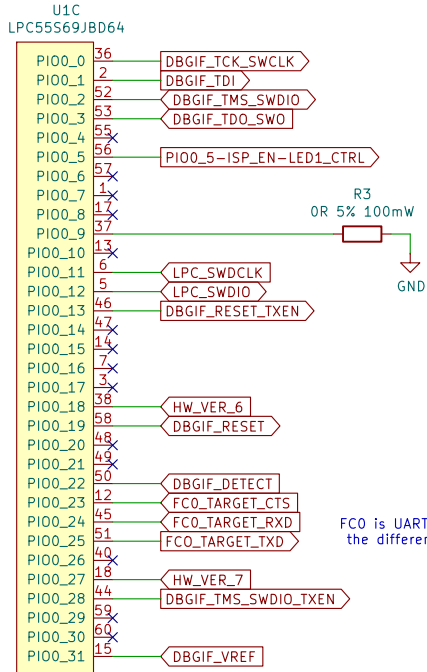 U1C
LPC55S69JBD64
PIO0_0 36 DBGIF_TCK_SWCLK
PIO0_1 2 DBGIF_TDI
PIO0_2 52 DBGIF_TMS_SWDIO
PIO0_3 53 DBGIF_TDO_SWO
PIO0_4 55
PIO0_5 56 PIO0_5-ISP_EN-LED1_CTRL
PIO0_6 57
PIO0_7 1
PIO0_8 17
R3
0R 5% 100mW
PIO0_9 37
PIO0_10 13
GND
PIO0_11 6 LPC_SWDCLK
PIO0_12 5 LPC_SWDIO
PIO0_13 46 DBGIF_RESET_TXEN
PIO0_14 47
PIO0_15 14
PIO0_16 7
PIO0_17 3
PIO0_18 38 HW_VER_6
PIO0_19 58 DBGIF_RESET
PIO0_20 48
PIO0_21 49
PIO0_22 50 DBGIF_DETECT
PIO0_23 12 FC0_TARGET_CTS
PIO0_24 45 FC0_TARGET_RXD
PIO0_25 51 FC0_TARGET_TXD
FC0 is UART
the differen
PIO0_26 40
PIO0_27 18 HW_VER_7
PIO0_28 44 DBGIF_TMS_SWDIO_TXEN
PIO0_29 59
PIO0_30 60
PIO0_31 15 DBGIF_VREF